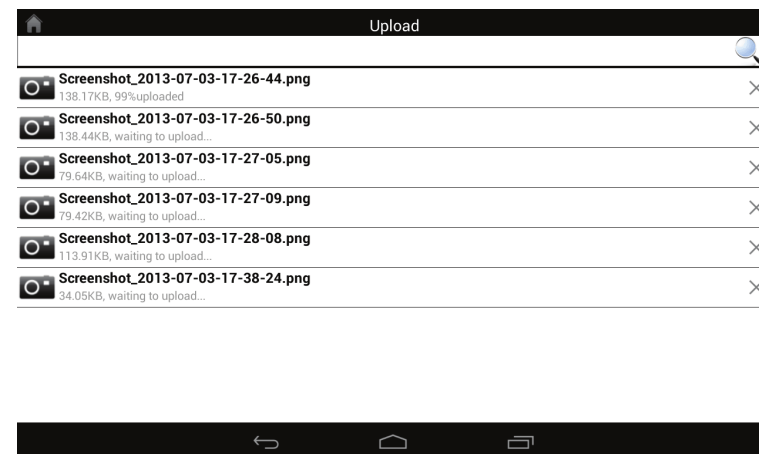 Upload
Screenshot_2013-07-03-17-26-44.png
138.17KB, 99%uploaded
Screenshot_2013-07-03-17-26-50.png
138.44KB, waiting to upload...
Screenshot_2013-07-03-17-27-05.png
79.64KB, waiting to upload...
Screenshot_2013-07-03-17-27-09.png
79.42KB, waiting to upload...
Screenshot_2013-07-03-17-28-08.png
113.91KB, waiting to upload...
Screenshot_2013-07-03-17-38-24.png
34.05KB, waiting to upload...